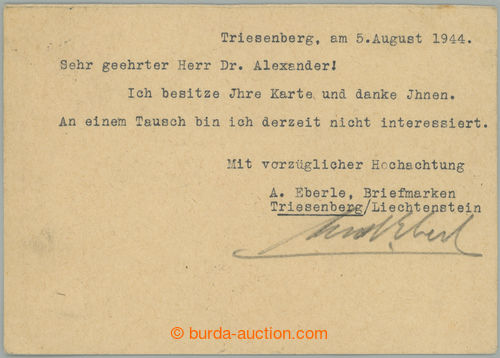 Triesenberg, am 5.August 1944.
Sehr geehrter Herr Dr. Alexander!
Ich besitze Jhre Karte und danke Jhnen.
An einem Tausch bin ich derzeit nicht interessiert.
Mit vorzüglicher Hochachtung
A. Eberle, Briefmarken
Triesenberg/Liechtenstein
burda-auction.com